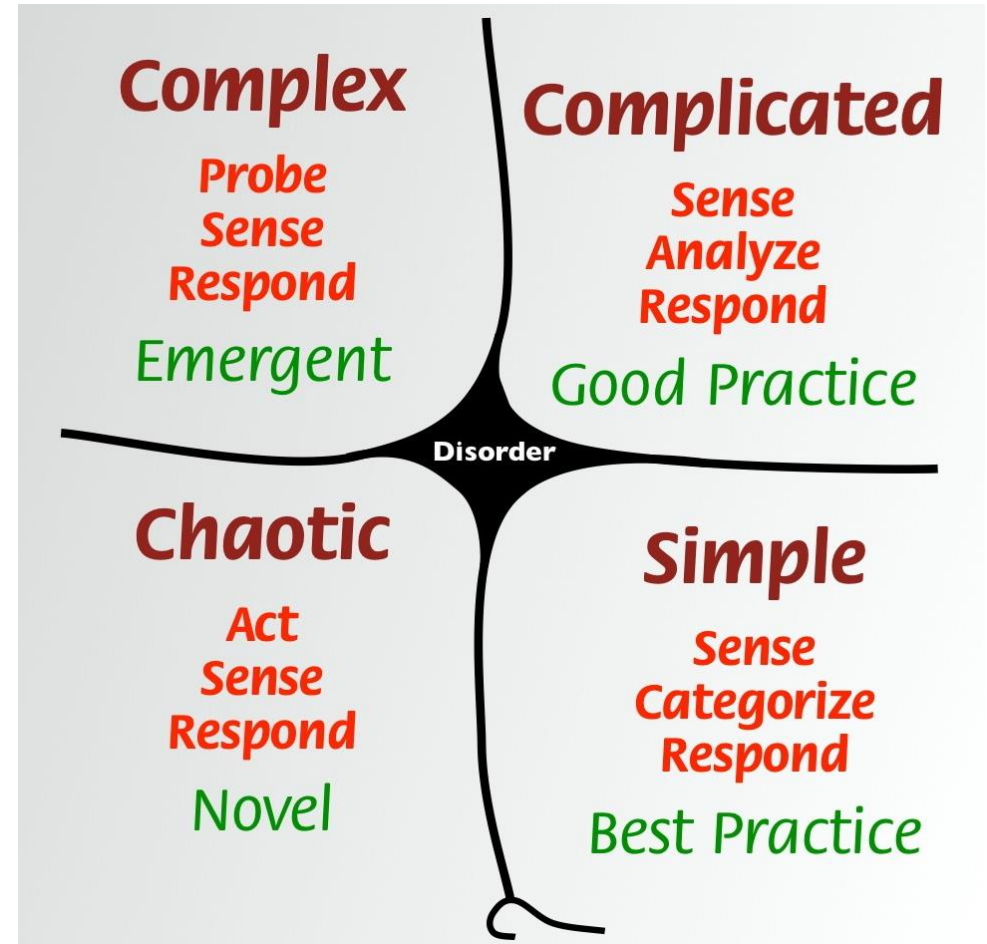 Complex
Probe
Sense
Respond
Emergent
Complicated
Sense
Analyze
Respond
Good Practice
Disorder
Chaotic
Act
Sense
Respond
Novel
Simple
Sense
Categorize
Respond
Best Practice